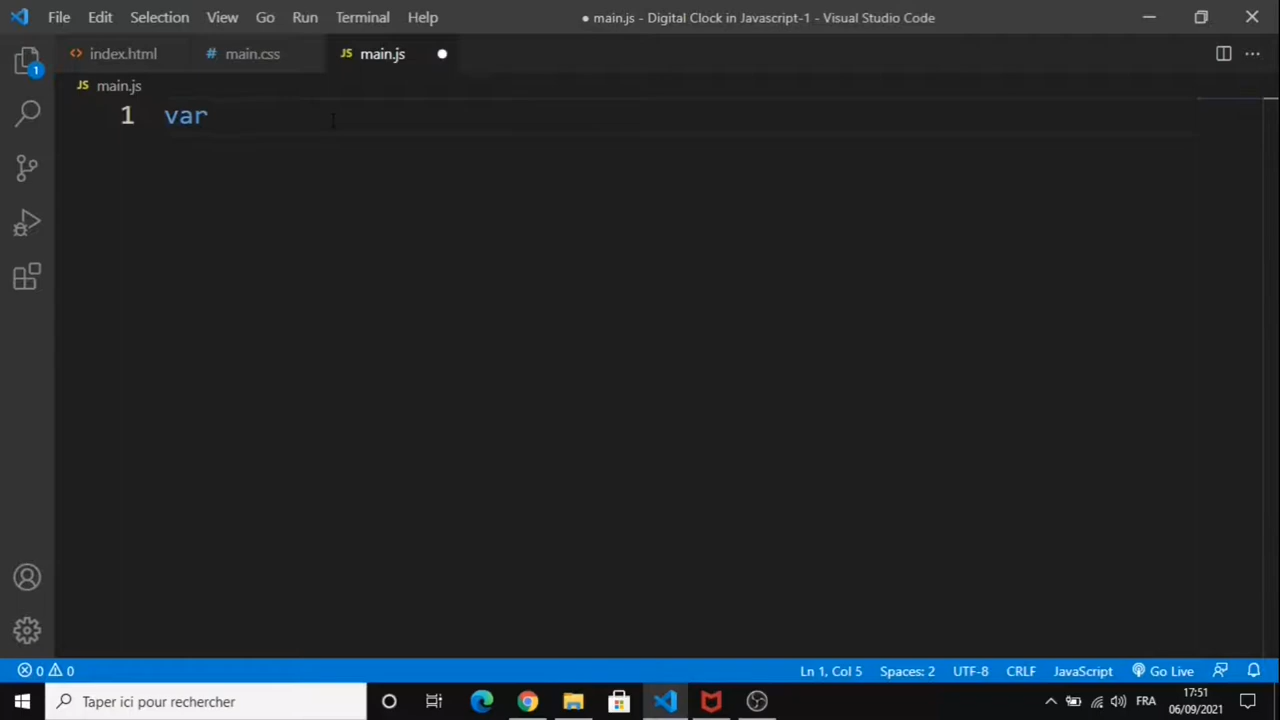 File Edit Selection View Go Run Terminal Help ● main.js - Digital Clock in Javascript-1 - Visual Studio Code
<> index.html # main.css JS main.js ●
JS main.js
1 var
1
0 0 Ln 1, Col 5 Spaces: 2 UTF-8 CRLF JavaScript Go Live
Taper ici pour rechercher FRA 17:51
06/09/2021